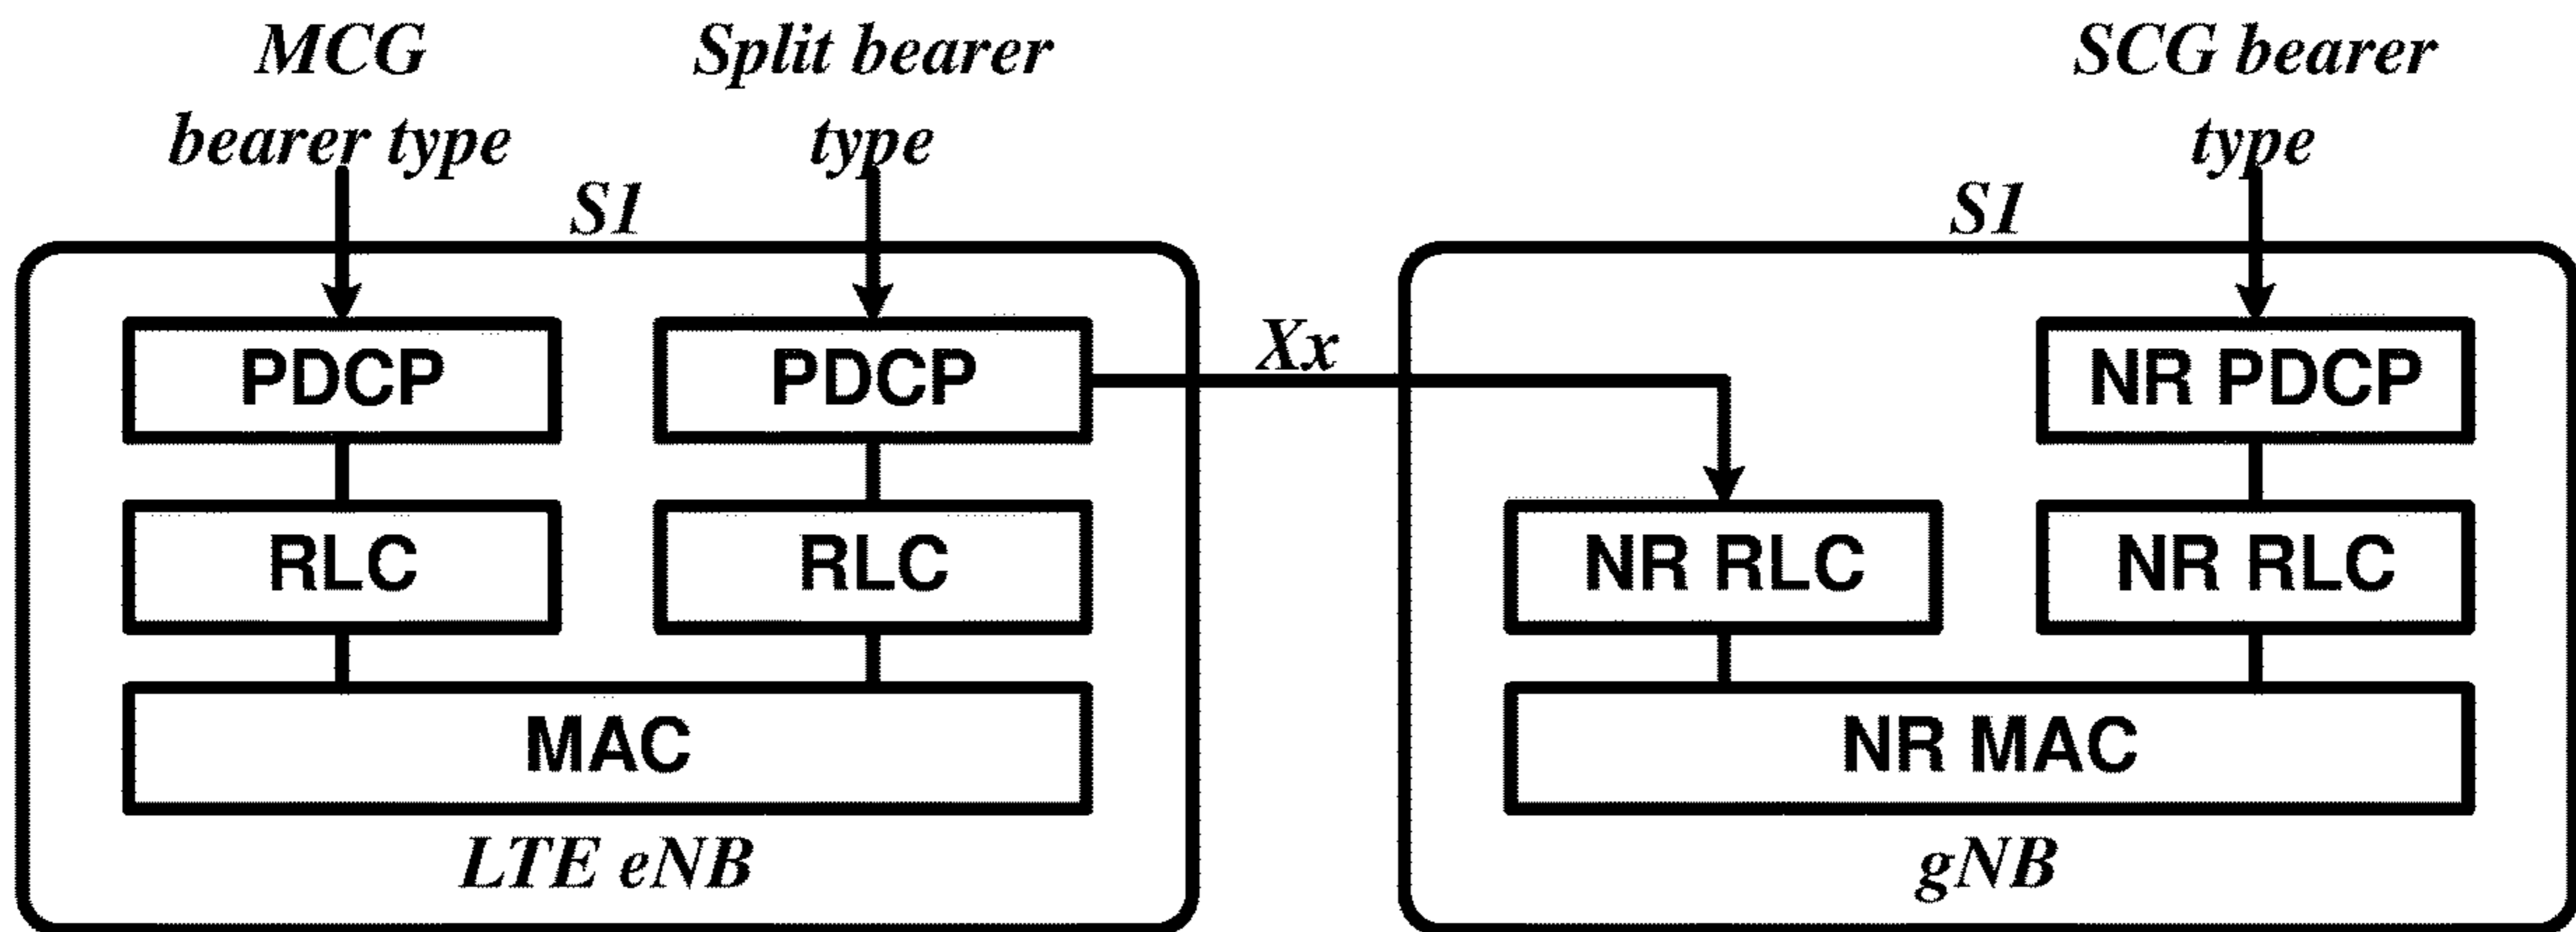 MCG
bearer type
Split bearer
type
SCG bearer
type
S1
S1
PDCP
PDCP
Xx
NR PDCP
RLC
RLC
NR RLC
NR RLC
MAC
NR MAC
LTE eNB
gNB